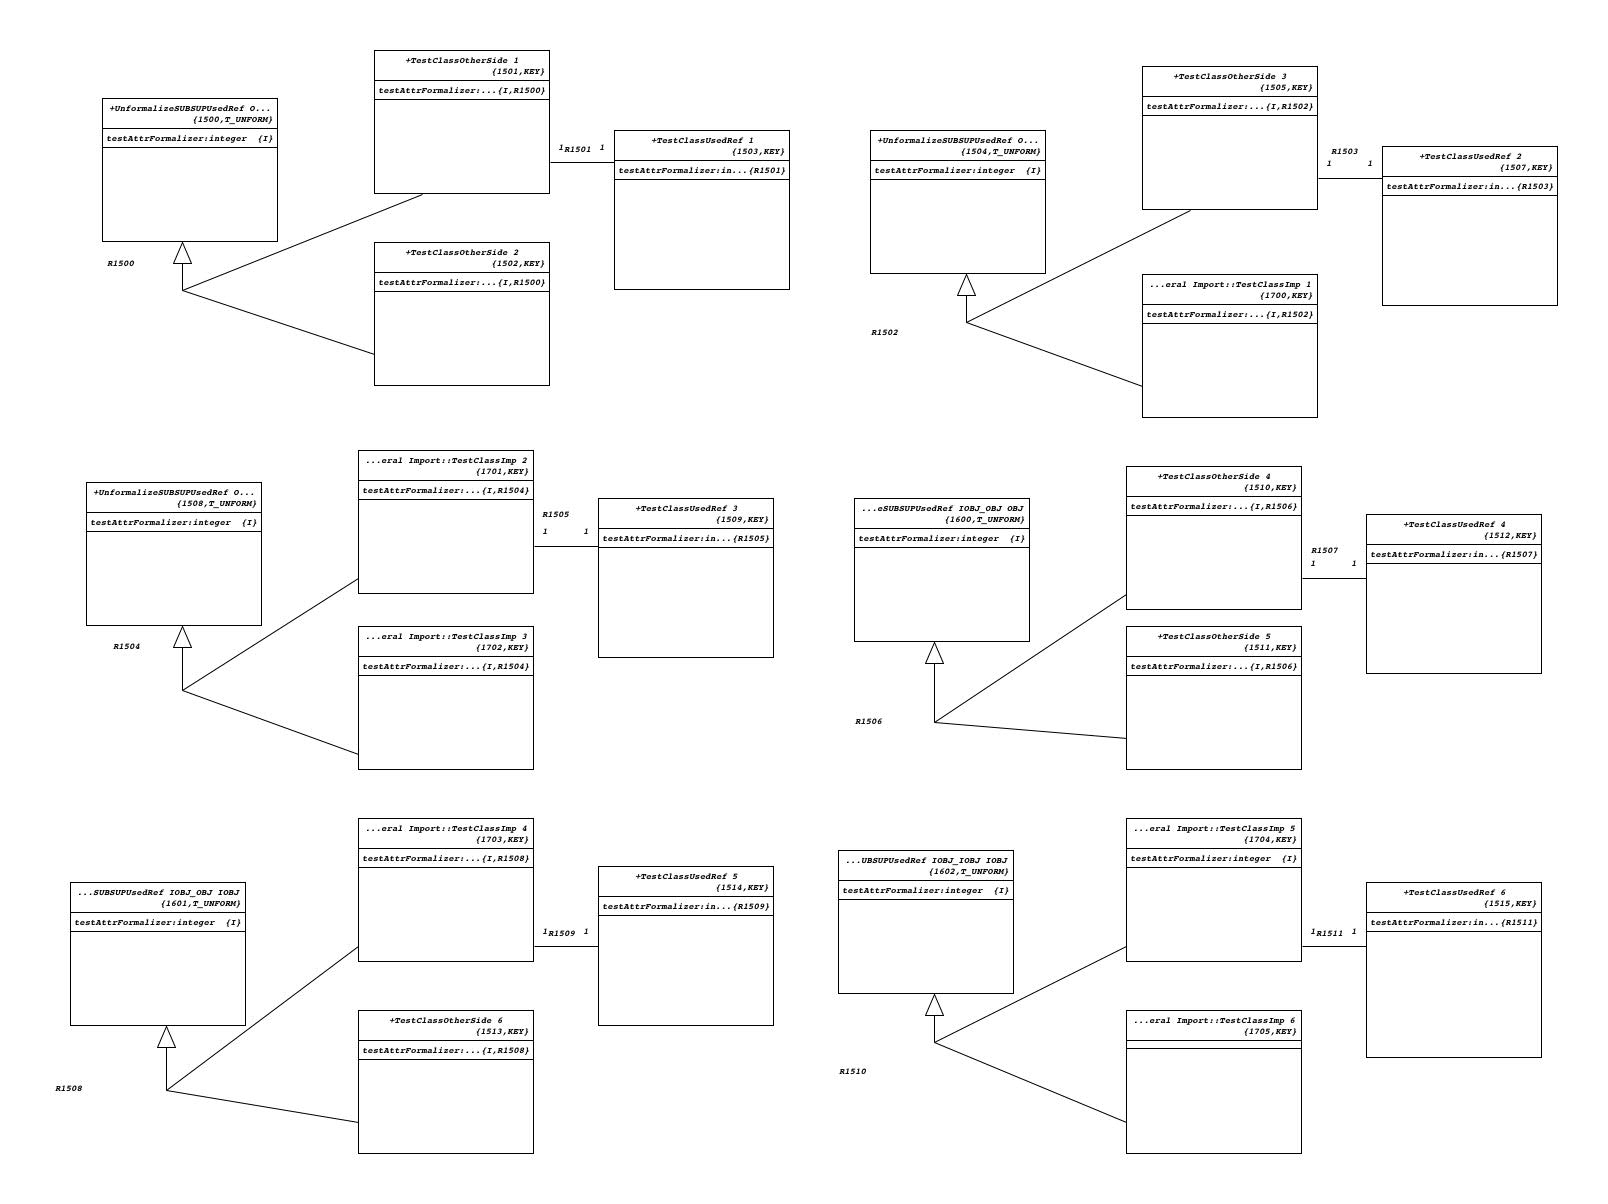 +TestClassOtherSide 1
{1501,KEY}
testAttrFormalizer:...{I,R1500}
+UnformalizeSUBSUPUsedRef O...
{1500,T_UNFORM}
testAttrFormalizer:integer {I}
1 R1501 1
+TestClassUsedRef 1
{1503,KEY}
testAttrFormalizer:in...{R1501}
R1500
+TestClassOtherSide 2
{1502,KEY}
testAttrFormalizer:...{I,R1500}
+TestClassOtherSide 3
{1505,KEY}
testAttrFormalizer:...{I,R1502}
+UnformalizeSUBSUPUsedRef O...
{1504,T_UNFORM}
testAttrFormalizer:integer {I}
R1503
1 1
+TestClassUsedRef 2
{1507,KEY}
testAttrFormalizer:in...{R1503}
R1502
...eral Import::TestClassImp 1
{1700,KEY}
testAttrFormalizer:...{I,R1502}
...eral Import::TestClassImp 2
{1701,KEY}
testAttrFormalizer:...{I,R1504}
+UnformalizeSUBSUPUsedRef O...
{1508,T_UNFORM}
testAttrFormalizer:integer {I}
R1505
1 1
+TestClassUsedRef 3
{1509,KEY}
testAttrFormalizer:in...{R1505}
R1504
...eral Import::TestClassImp 3
{1702,KEY}
testAttrFormalizer:...{I,R1504}
+TestClassOtherSide 4
{1510,KEY}
testAttrFormalizer:...{I,R1506}
...eSUBSUPUsedRef IOBJ_OBJ OBJ
{1600,T_UNFORM}
testAttrFormalizer:integer {I}
R1507
1 1
+TestClassUsedRef 4
{1512,KEY}
testAttrFormalizer:in...{R1507}
R1506
+TestClassOtherSide 5
{1511,KEY}
testAttrFormalizer:...{I,R1506}
...eral Import::TestClassImp 4
{1703,KEY}
testAttrFormalizer:...{I,R1508}
...SUBSUPUsedRef IOBJ_OBJ IOBJ
{1601,T_UNFORM}
testAttrFormalizer:integer {I}
1 R1509 1
+TestClassUsedRef 5
{1514,KEY}
testAttrFormalizer:in...{R1509}
R1508
+TestClassOtherSide 6
{1513,KEY}
testAttrFormalizer:...{I,R1508}
...eral Import::TestClassImp 5
{1704,KEY}
testAttrFormalizer:integer {I}
...UBSUPUsedRef IOBJ_IOBJ IOBJ
{1602,T_UNFORM}
testAttrFormalizer:integer {I}
1 R1511 1
+TestClassUsedRef 6
{1515,KEY}
testAttrFormalizer:in...{R1511}
R1510
...eral Import::TestClassImp 6
{1705,KEY}